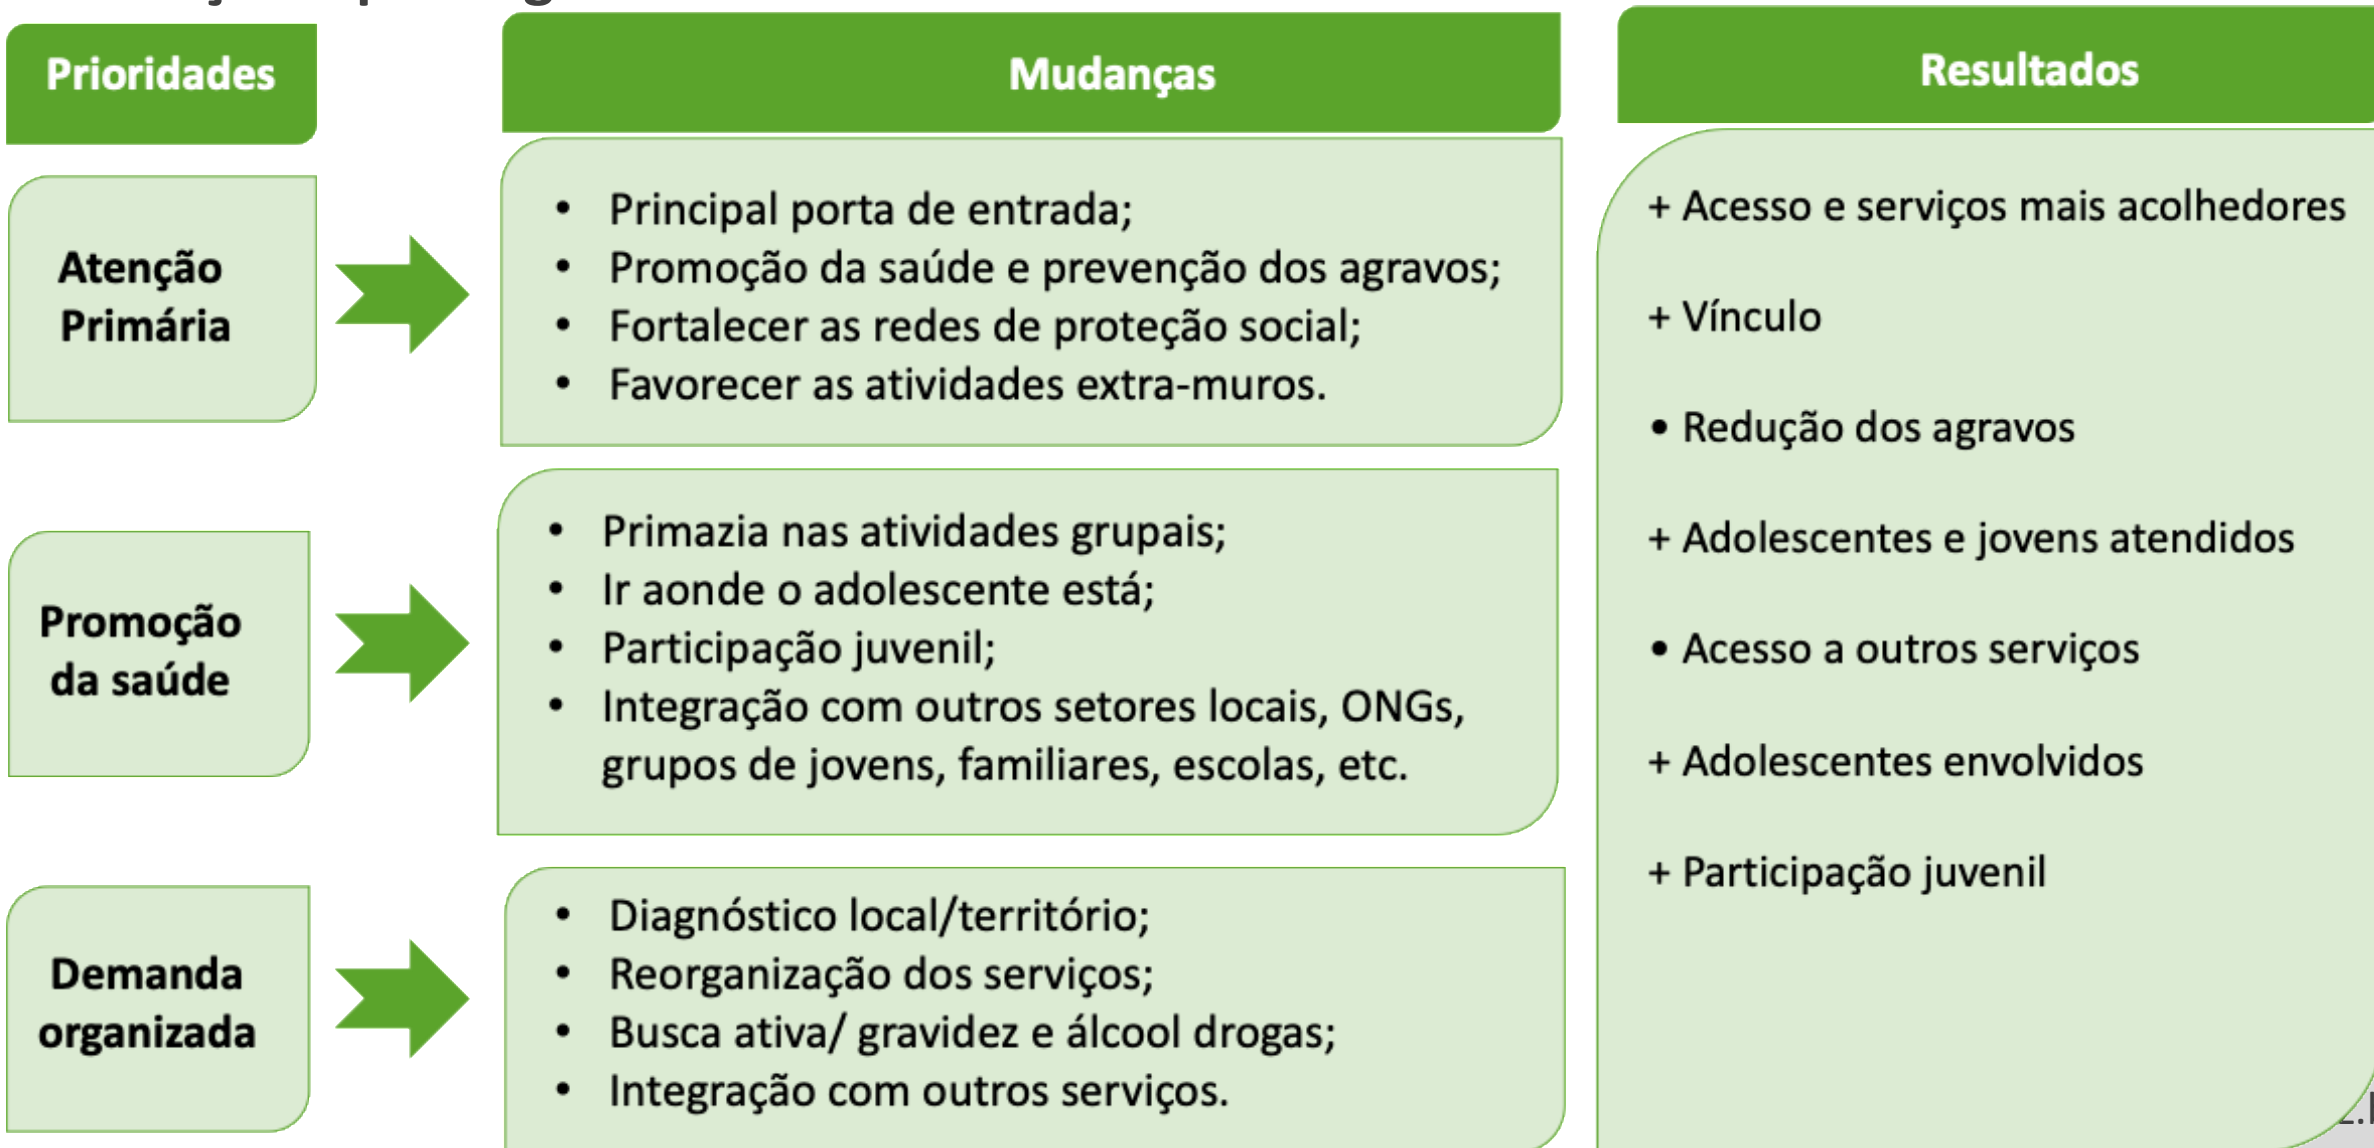 Prioridades
Mudanças
Resultados
Atenção
Primária
• Principal porta de entrada;
• Promoção da saúde e prevenção dos agravos;
• Fortalecer as redes de proteção social;
• Favorecer as atividades extra-muros.
Promoção
da saúde
• Primazia nas atividades grupais;
• Ir aonde o adolescente está;
• Participação juvenil;
• Integração com outros setores locais, ONGs,
grupos de jovens, familiares, escolas, etc.
Demanda
organizada
• Diagnóstico local/território;
• Reorganização dos serviços;
• Busca ativa/ gravidez e álcool drogas;
• Integração com outros serviços.
+ Acesso e serviços mais acolhedores
+ Vínculo
• Redução dos agravos
+ Adolescentes e jovens atendidos
• Acesso a outros serviços
+ Adolescentes envolvidos
+ Participação juvenil